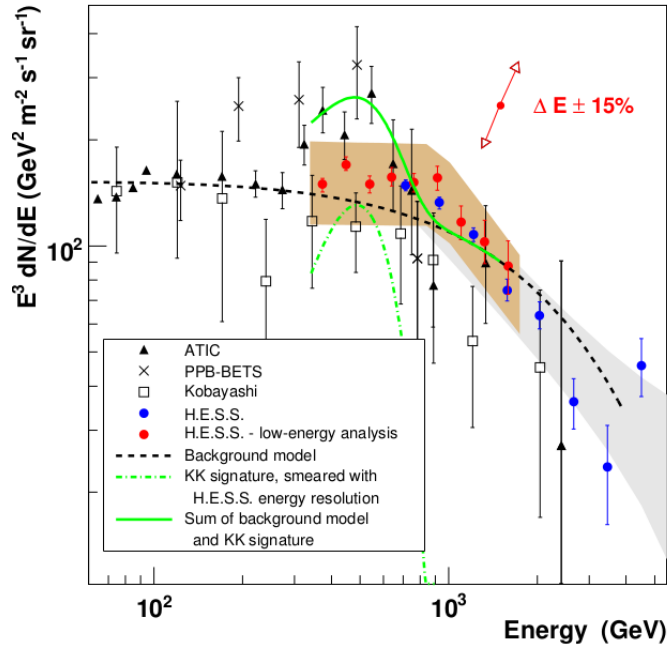 E³ dN/dE (GeV² m⁻² s⁻¹ sr⁻¹)
Δ E ± 15%
10²
ATIC
PPB-BETS
Kobayashi
H.E.S.S.
H.E.S.S. - low-energy analysis
Background model
KK signature, smeared with
H.E.S.S. energy resolution
Sum of background model
and KK signature
10²
10³
Energy (GeV)